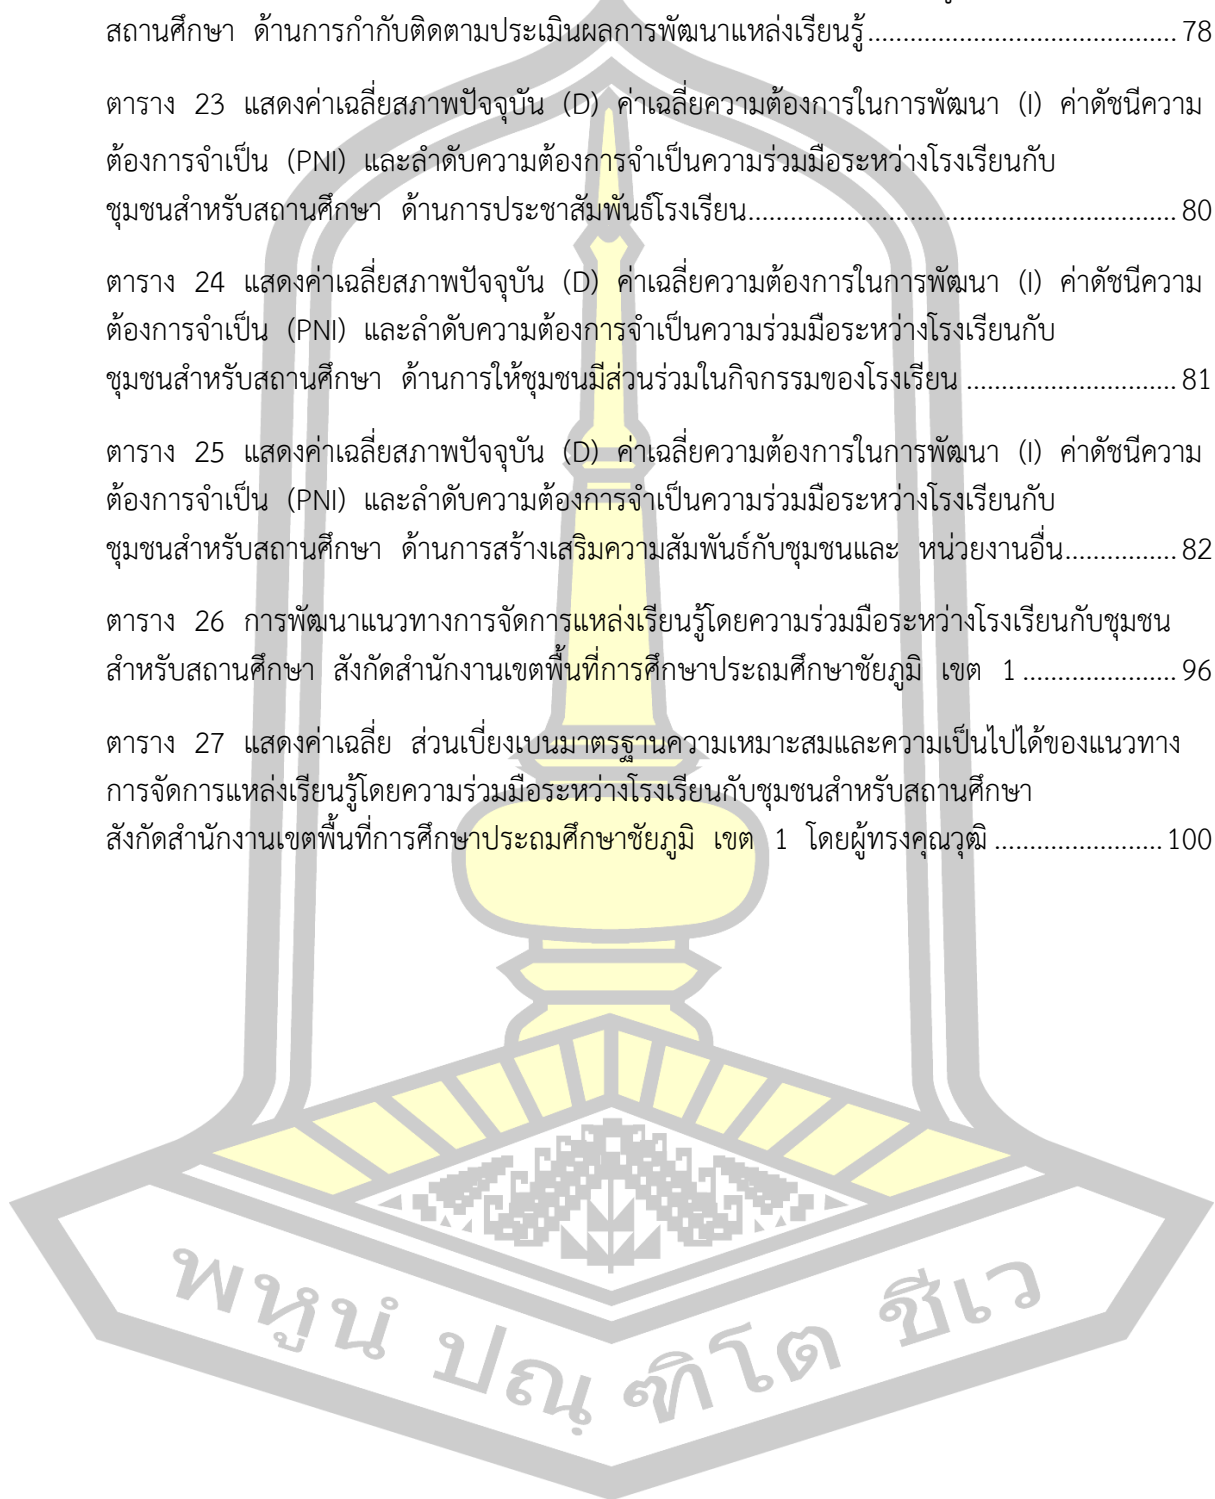 สถานศึกษา ด้านการกำกับติดตามประเมินผลการพัฒนาแหล่งเรียนรู้............................................ 78
ตาราง 23 แสดงค่าเฉลี่ยสภาพปัจจุบัน (D) ค่าเฉลี่ยความต้องการในการพัฒนา (I) ค่าดัชนีความ
ต้องการจำเป็น (PNI) และลำดับความต้องการจำเป็นความร่วมมือระหว่างโรงเรียนกับ
ชุมชนสำหรับสถานศึกษา ด้านการประชาสัมพันธ์โรงเรียน............................................................. 80
ตาราง 24 แสดงค่าเฉลี่ยสภาพปัจจุบัน (D) ค่าเฉลี่ยความต้องการในการพัฒนา (I) ค่าดัชนีความ
ต้องการจำเป็น (PNI) และลำดับความต้องการจำเป็นความร่วมมือระหว่างโรงเรียนกับ
ชุมชนสำหรับสถานศึกษา ด้านการให้ชุมชนมีส่วนร่วมในกิจกรรมของโรงเรียน .............................. 81
ตาราง 25 แสดงค่าเฉลี่ยสภาพปัจจุบัน (D) ค่าเฉลี่ยความต้องการในการพัฒนา (I) ค่าดัชนีความ
ต้องการจำเป็น (PNI) และลำดับความต้องการจำเป็นความร่วมมือระหว่างโรงเรียนกับ
ชุมชนสำหรับสถานศึกษา ด้านการสร้างเสริมความสัมพันธ์กับชุมชนและ หน่วยงานอื่น................ 82
ตาราง 26 การพัฒนาแนวทางการจัดการแหล่งเรียนรู้โดยความร่วมมือระหว่างโรงเรียนกับชุมชน
สำหรับสถานศึกษา สังกัดสำนักงานเขตพื้นที่การศึกษาประถมศึกษาชัยภูมิ เขต 1 ...................... 96
ตาราง 27 แสดงค่าเฉลี่ย ส่วนเบี่ยงเบนมาตรฐานความเหมาะสมและความเป็นไปได้ของแนวทาง
การจัดการแหล่งเรียนรู้โดยความร่วมมือระหว่างโรงเรียนกับชุมชนสำหรับสถานศึกษา
สังกัดสำนักงานเขตพื้นที่การศึกษาประถมศึกษาชัยภูมิ เขต 1 โดยผู้ทรงคุณวุฒิ ........................ 100
พหูนํ ปณฺฑิโต ชีเว